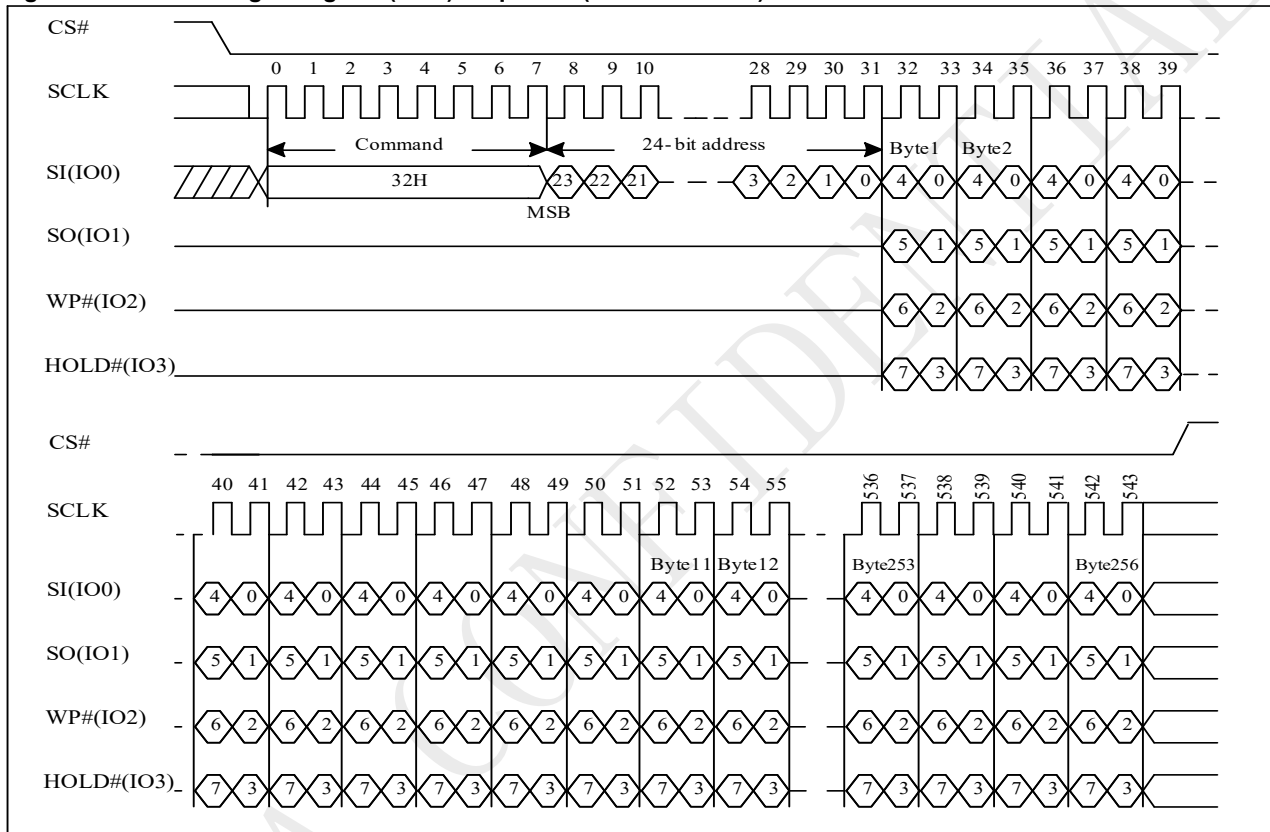 CS#
0 1 2 3 4 5 6 7 8 9 10 28 29 30 31 32 33 34 35 36 37 38 39
SCLK
Command 24-bit address Byte1 Byte2
SI(IO0) 32H 23 22 21 3 2 1 0 4 0 4 0 4 0 4 0
MSB
SO(IO1) 5 1 5 1 5 1 5 1
WP#(IO2) 6 2 6 2 6 2 6 2
HOLD#(IO3) 7 3 7 3 7 3 7 3
CS#
40 41 42 43 44 45 46 47 48 49 50 51 52 53 54 55 536 537 538 539 540 541 542 543
SCLK
Byte11 Byte12 Byte253 Byte256
SI(IO0) 4 0 4 0 4 0 4 0 4 0 4 0 4 0 4 0 4 0 4 0 4 0 4 0
SO(IO1) 5 1 5 1 5 1 5 1 5 1 5 1 5 1 5 1 5 1 5 1 5 1 5 1
WP#(IO2) 6 2 6 2 6 2 6 2 6 2 6 2 6 2 6 2 6 2 6 2 6 2 6 2
HOLD#(IO3) 7 3 7 3 7 3 7 3 7 3 7 3 7 3 7 3 7 3 7 3 7 3 7 3
CONFIDENTIAL